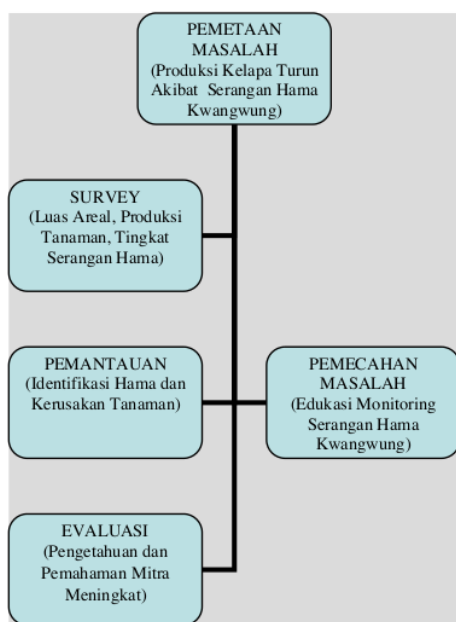 PEMETAAN
MASALAH
(Produksi Kelapa Turun
Akibat Serangan Hama
Kwangwung)
SURVEY
(Luas Areal, Produksi
Tanaman, Tingkat
Serangan Hama)
PEMANTAUAN
(Identifikasi Hama dan
Kerusakan Tanaman)
PEMECAHAN
MASALAH
(Edukasi Monitoring
Serangan Hama
Kwangwung)
EVALUASI
(Pengetahuan dan
Pemahaman Mitra
Meningkat)